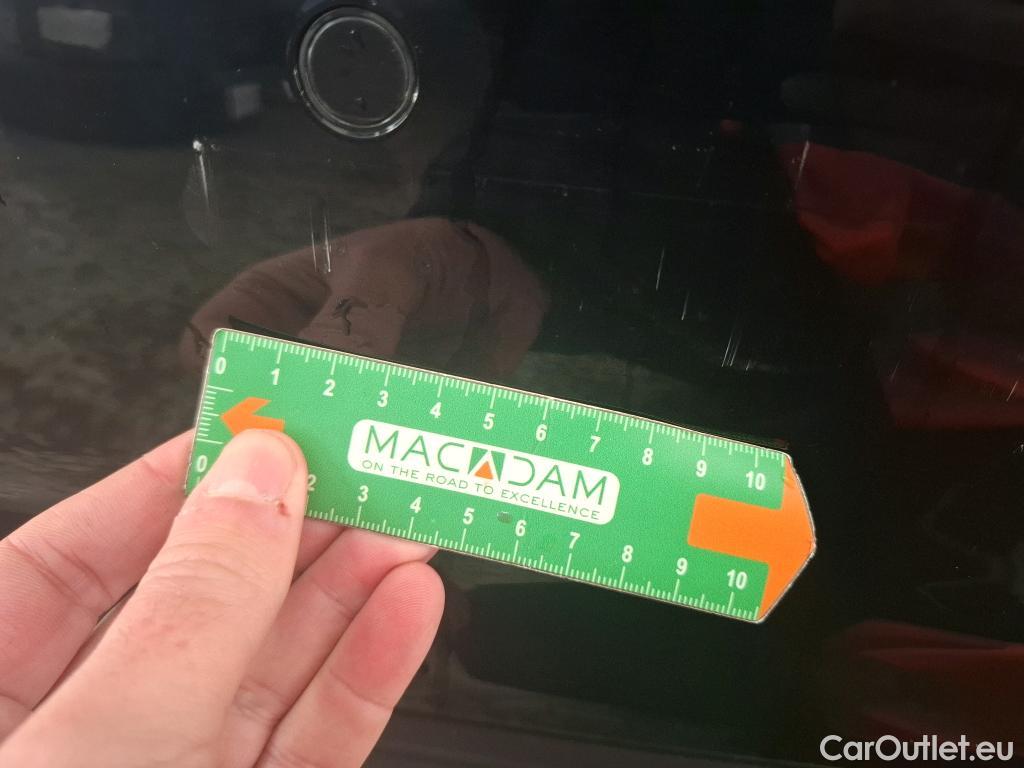 0 1 2 3 4 5 6 7 8 9 10
MACADAM
ON THE ROAD TO EXCELLENCE
0 2 3 4 5 6 7 8 9 10
CarOutlet.eu